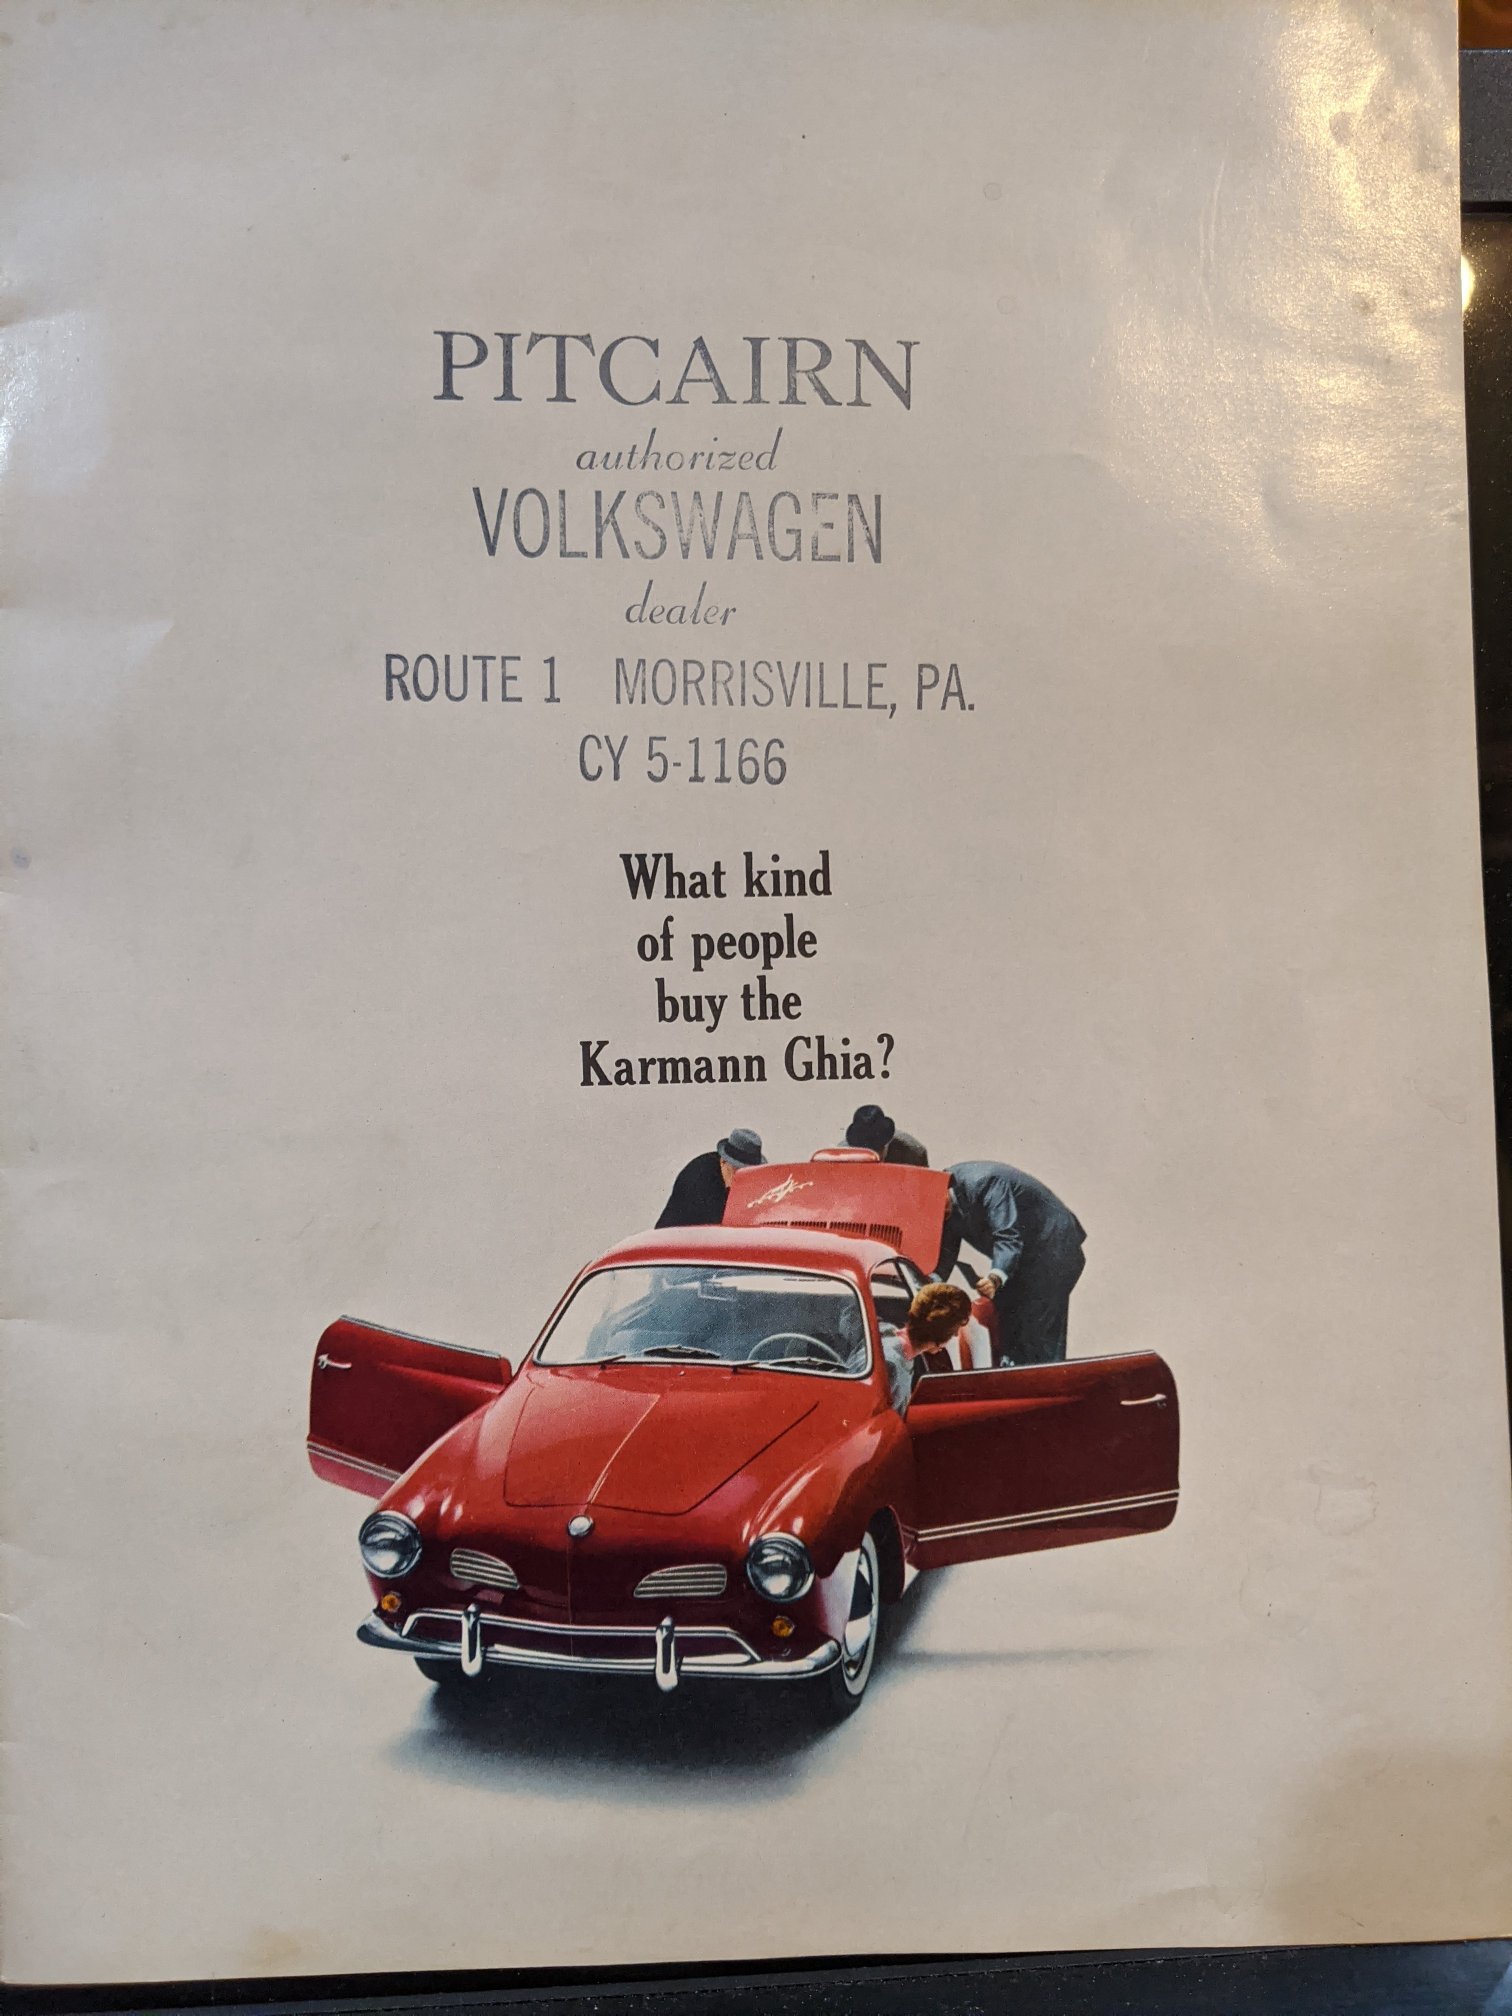 PITCAIRN
authorized
VOLKSWAGEN
dealer
ROUTE 1 MORRISVILLE, PA.
CY 5-1166
What kind
of people
buy the
Karmann Ghia?